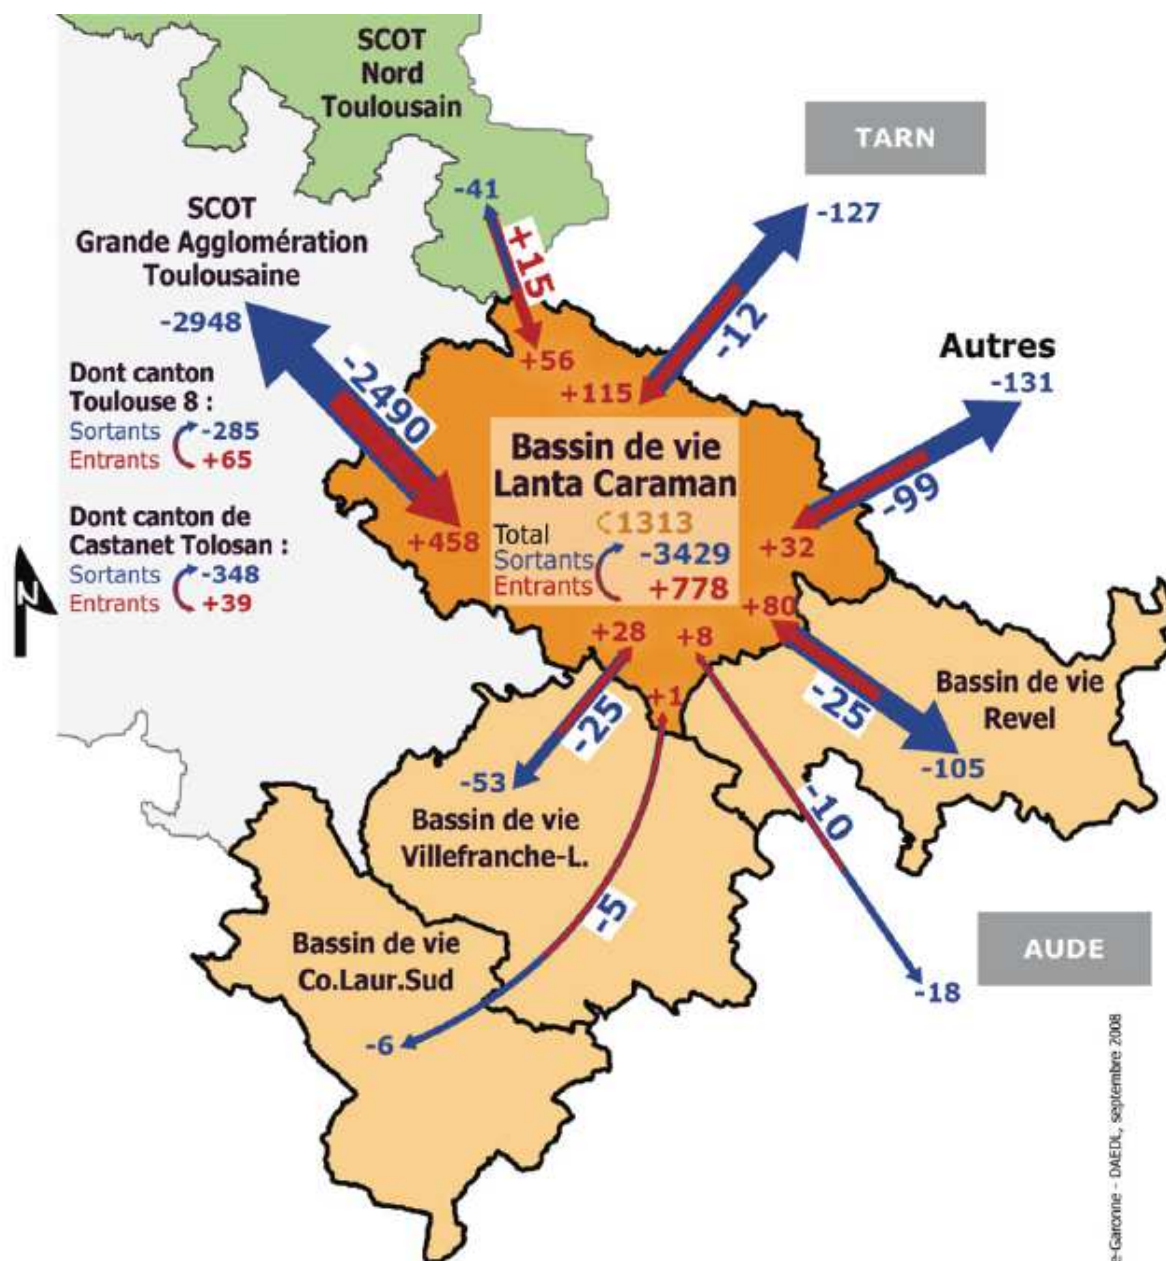 SCOT
Nord
Toulousain
-41
+15
TARN
-127
-12
SCOT
Grande Agglomération
Toulousaine
-2948
-2490
+458
Dont canton
Toulouse 8 :
Sortants -285
Entrants +65
Dont canton de
Castanet Tolosan :
Sortants -348
Entrants +39
N
+56
+115
Autres
-131
-99
+32
Bassin de vie
Lanta Caraman
1313
Total
Sortants -3429
Entrants +778
+80
+28
+8
+1
-25
-25
Bassin de vie
Revel
-105
-53
Bassin de vie
Villefranche-L.
-10
-5
Bassin de vie
Co.Laur.Sud
-6
AUDE
-18
e-Garonne - DAEDL, septembre 2008